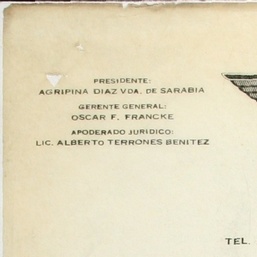 PRESIDENTE:
AGRIPINA DIAZ VDA. DE SARABIA
GERENTE GENERAL:
OSCAR F. FRANCKE
APODERADO JURIDICO:
LIC. ALBERTO TERRONES BENITEZ
TEL.